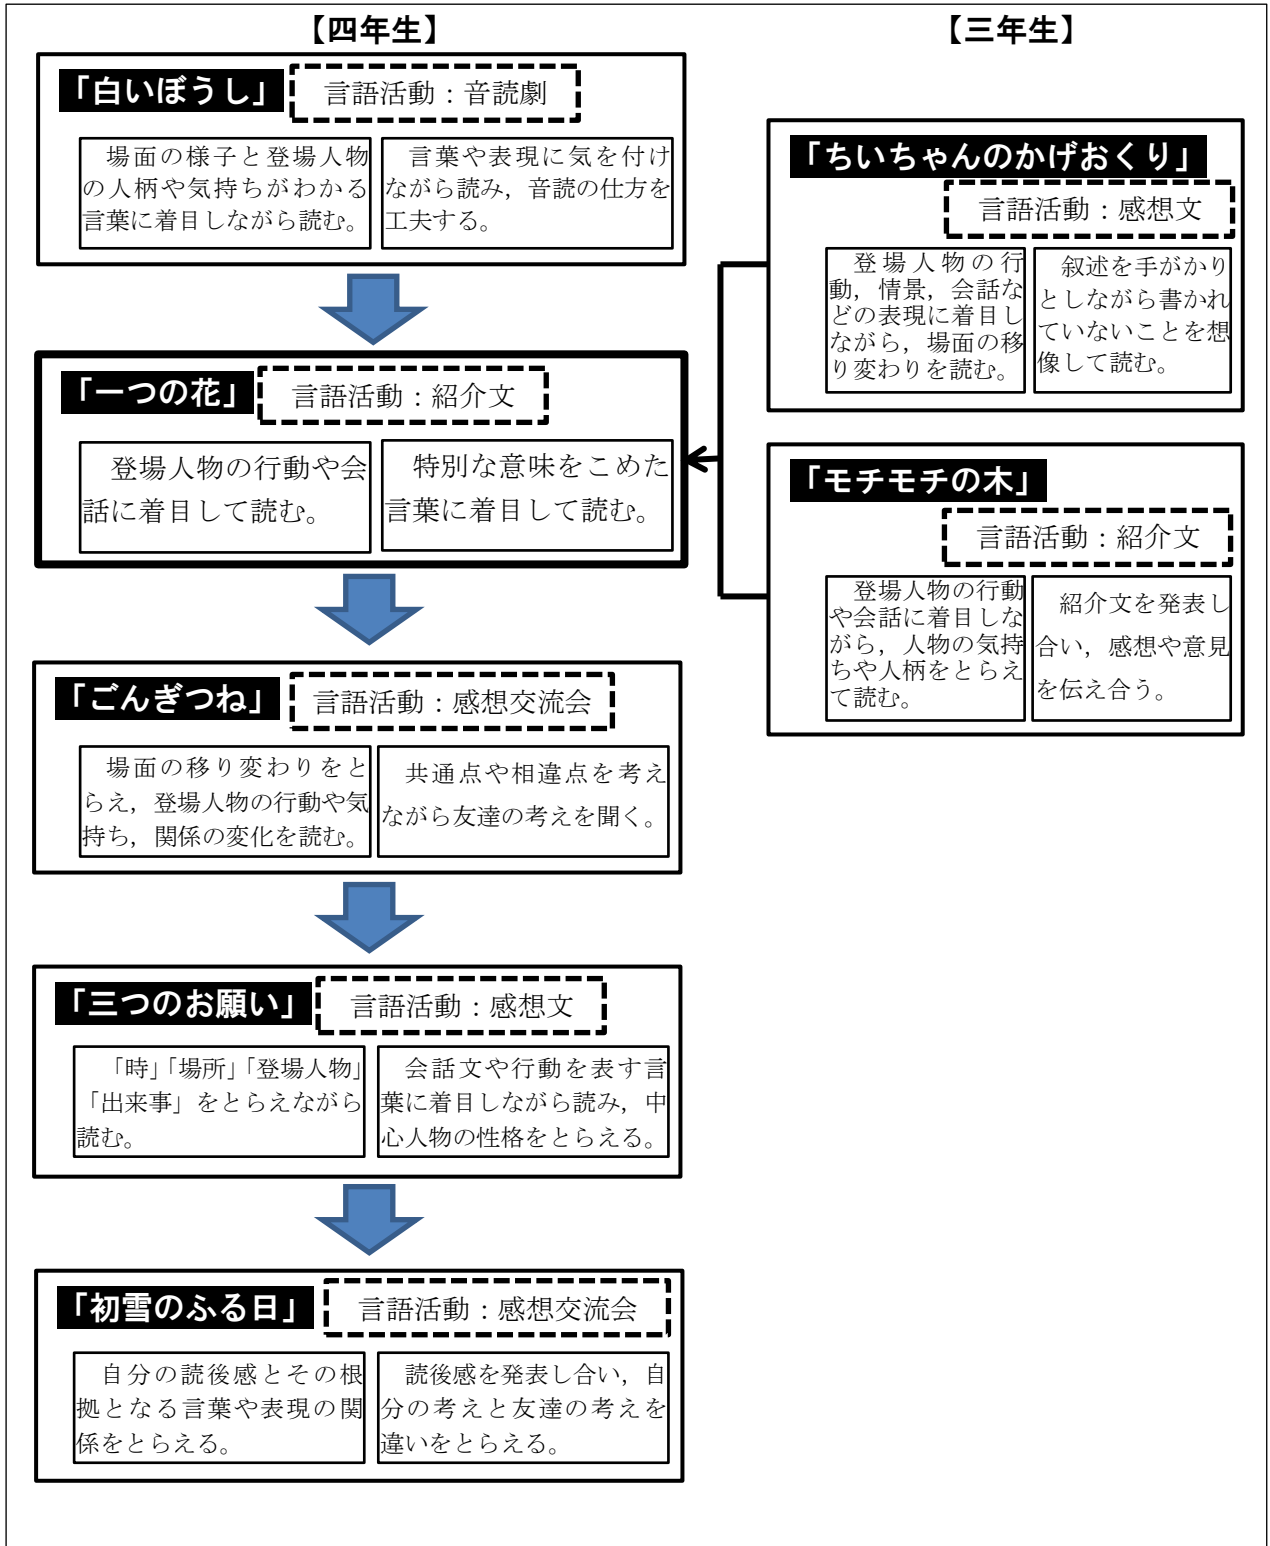 【四年生】
「白いぼうし」
言語活動：音読劇
場面の様子と登場人物
の人柄や気持ちがわかる
言葉に着目しながら読む。
言葉や表現に気を付け
ながら読み，音読の仕方を
工夫する。
「一つの花」
言語活動：紹介文
登場人物の行動や会
話に着目して読む。
特別な意味をこめた
言葉に着目して読む。
「ごんぎつね」
言語活動：感想交流会
場面の移り変わりをと
らえ，登場人物の行動や気
持ち，関係の変化を読む。
共通点や相違点を考え
ながら友達の考えを聞く。
「三つのお願い」
言語活動：感想文
「時」「場所」「登場人物」
「出来事」をとらえながら
読む。
会話文や行動を表す言
葉に着目しながら読み，中
心人物の性格をとらえる。
「初雪のふる日」
言語活動：感想交流会
自分の読後感とその根
拠となる言葉や表現の関
係をとらえる。
読後感を発表し合い，自
分の考えと友達の考えを
違いをとらえる。
【三年生】
「ちいちゃんのかげおくり」
言語活動：感想文
登場人物の行
動，情景，会話な
どの表現に着目し
ながら，場面の移
り変わりを読む。
叙述を手がかり
としながら書かれ
ていないことを想
像して読む。
「モチモチの木」
言語活動：紹介文
登場人物の行動
や会話に着目しな
がら，人物の気持
ちや人柄をとらえ
て読む。
紹介文を発表し
合い，感想や意見
を伝え合う。